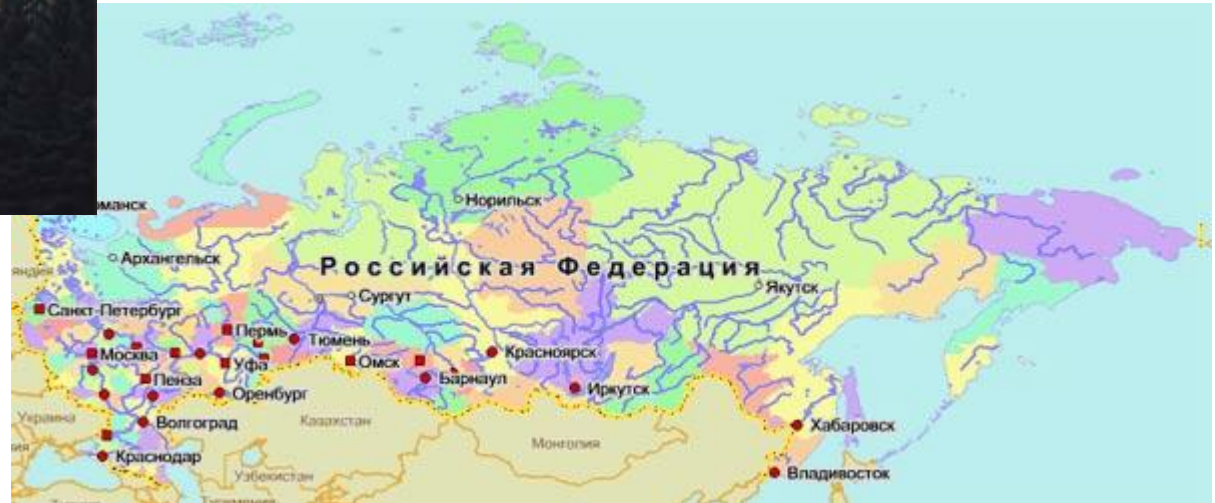 Норильск
Архангельск
Российская Федерация
Якутск
Сургут
Санкт-Петербург
Пермь
Тюмень
Москва
Уфа
Омск
Красноярск
Барнаул
Пенза
Иркутск
Оренбург
Украина
Волгоград
Казахстан
Хабаровск
Монголия
Краснодар
Узбекистан
Владивосток